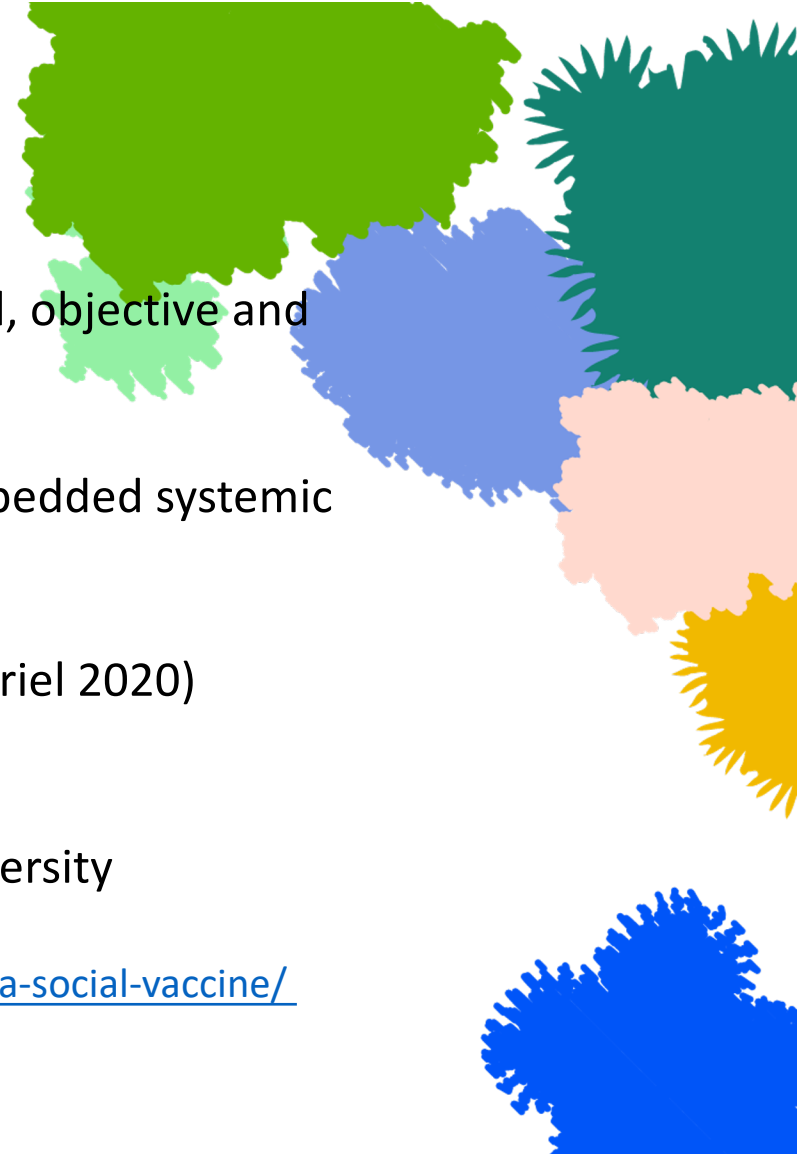 , objective and
bedded systemic
riel 2020)
ersity
a-social-vaccine/